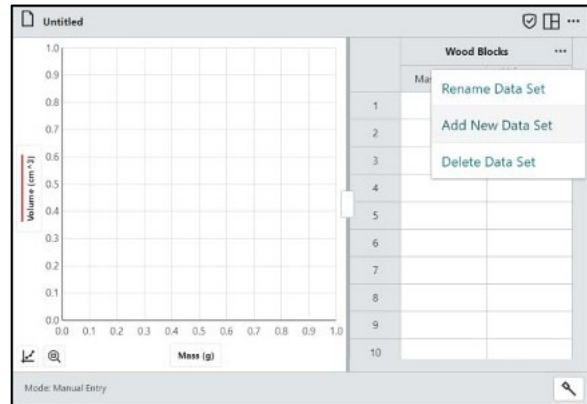 Untitled
Wood Blocks
Rename Data Set
Add New Data Set
Delete Data Set
1
2
3
4
5
6
7
8
9
10
Volume (cm^3)
1.0
0.9
0.8
0.7
0.6
0.5
0.4
0.3
0.2
0.1
0.0
0.0 0.1 0.2 0.3 0.4 0.5 0.6 0.7 0.8 0.9 1.0
Mass (g)
Mode: Manual Entry